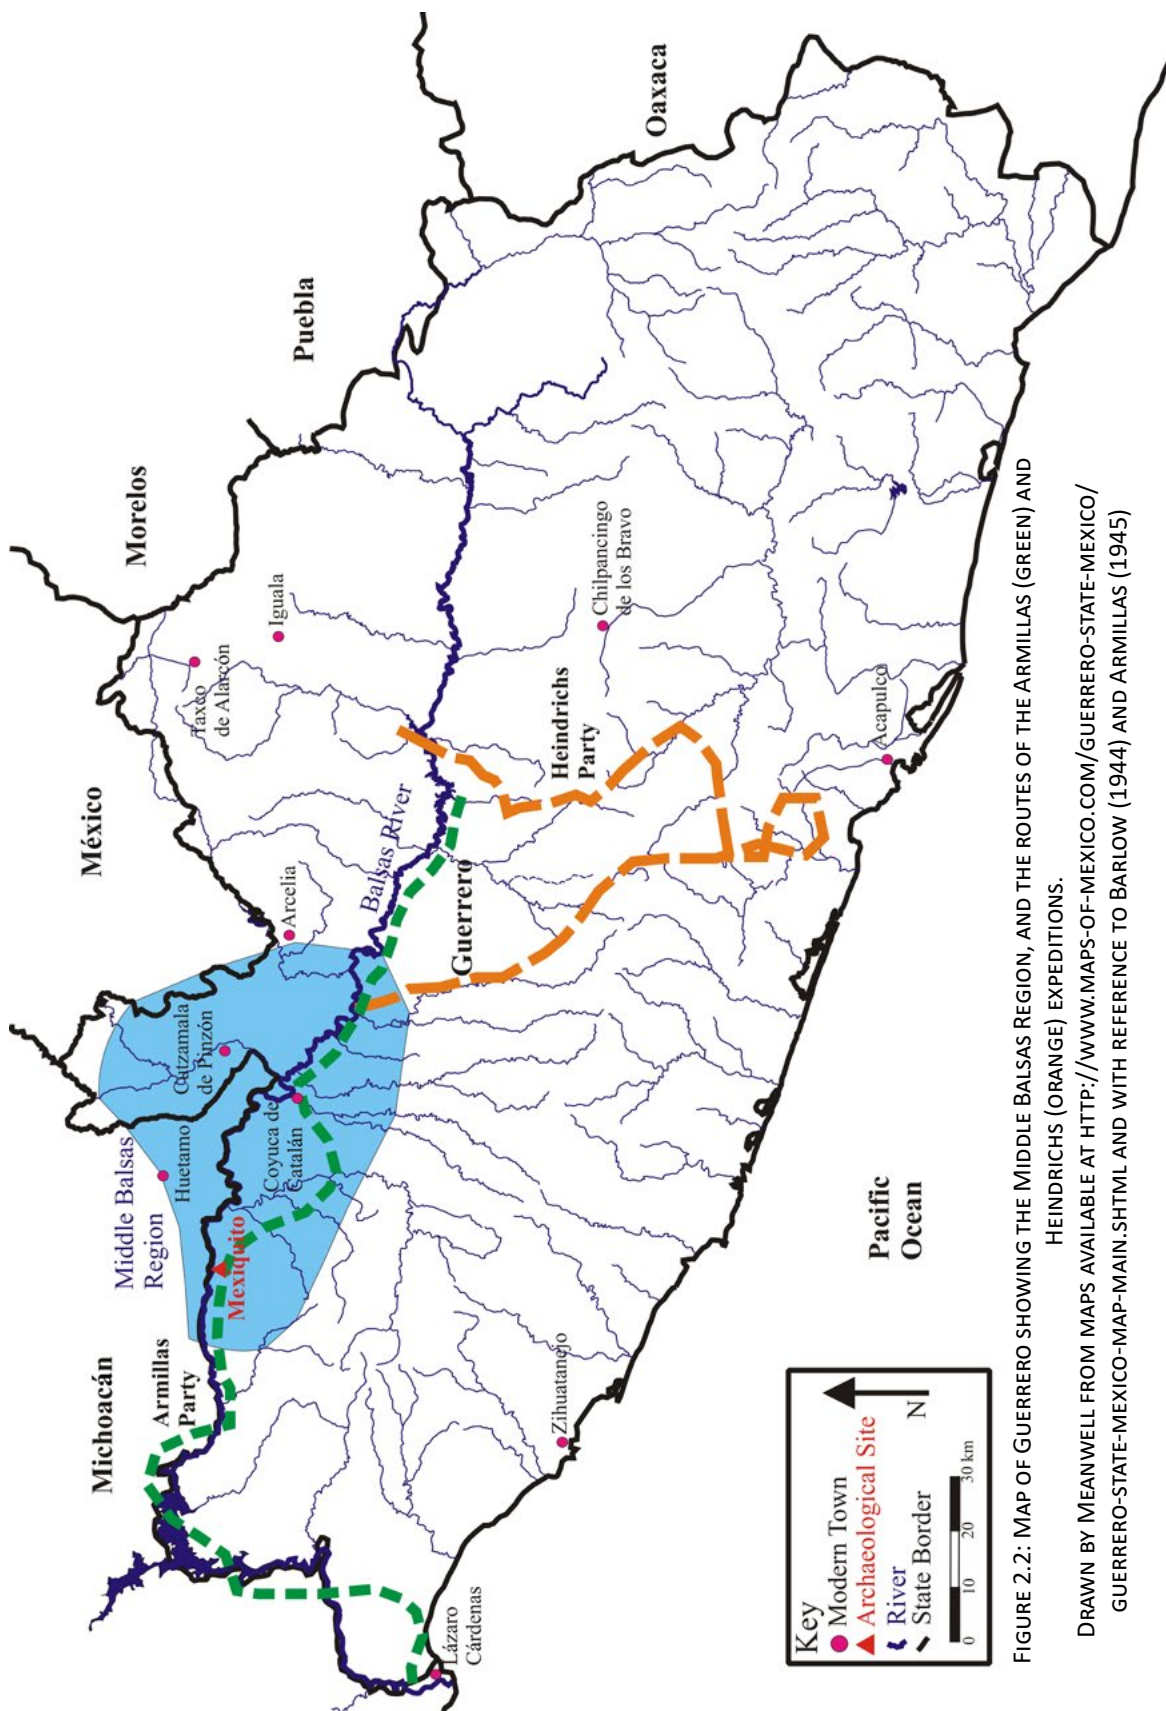 Michoacán
México
Morelos
Puebla
Oaxaca
Armillas
Party
Middle Balsas
Region
Huetamo
Cutzamala
de Pinzón
Arcelia
Taxco
de Alarcón
Iguala
Mexiquito
Coyuca de
Catalán
Balsas River
Guerrero
Heindrichs
Party
Chilpancingo
de los Bravo
Lázaro
Cárdenas
Zihuatanejo
Acapulco
Pacific
Ocean
Key
Modern Town
Archaeological Site
River
State Border
N
0 10 20 30 km
FIGURE 2.2: MAP OF GUERRERO SHOWING THE MIDDLE BALSAS REGION, AND THE ROUTES OF THE ARMILLAS (GREEN) AND
HEINDRICHS (ORANGE) EXPEDITIONS.
DRAWN BY MEANWELL FROM MAPS AVAILABLE AT HTTP://WWW.MAPS-OF-MEXICO.COM/GUERRERO-STATE-MEXICO/
GUERRERO-STATE-MEXICO-MAP-MAIN.SHTML AND WITH REFERENCE TO BARLOW (1944) AND ARMILLAS (1945)